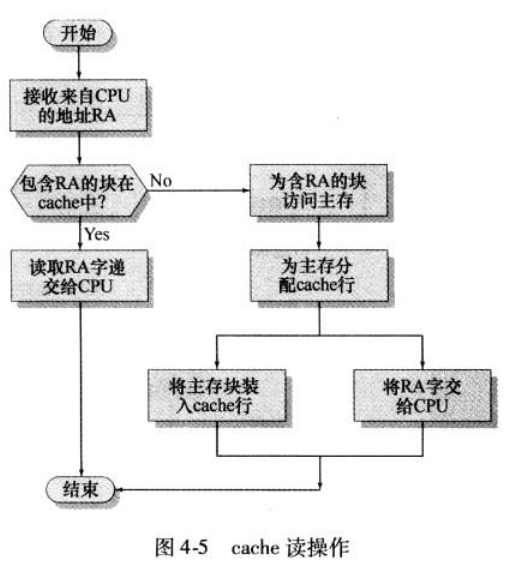 开始
接收来自CPU
的地址RA
包含RA的块在
cache中?
No
Yes
为含RA的块
访问主存
读取RA字递
交给CPU
为主存分
配cache行
将主存块装
入cache行
将RA字交
给CPU
结束
图 4-5 cache 读操作